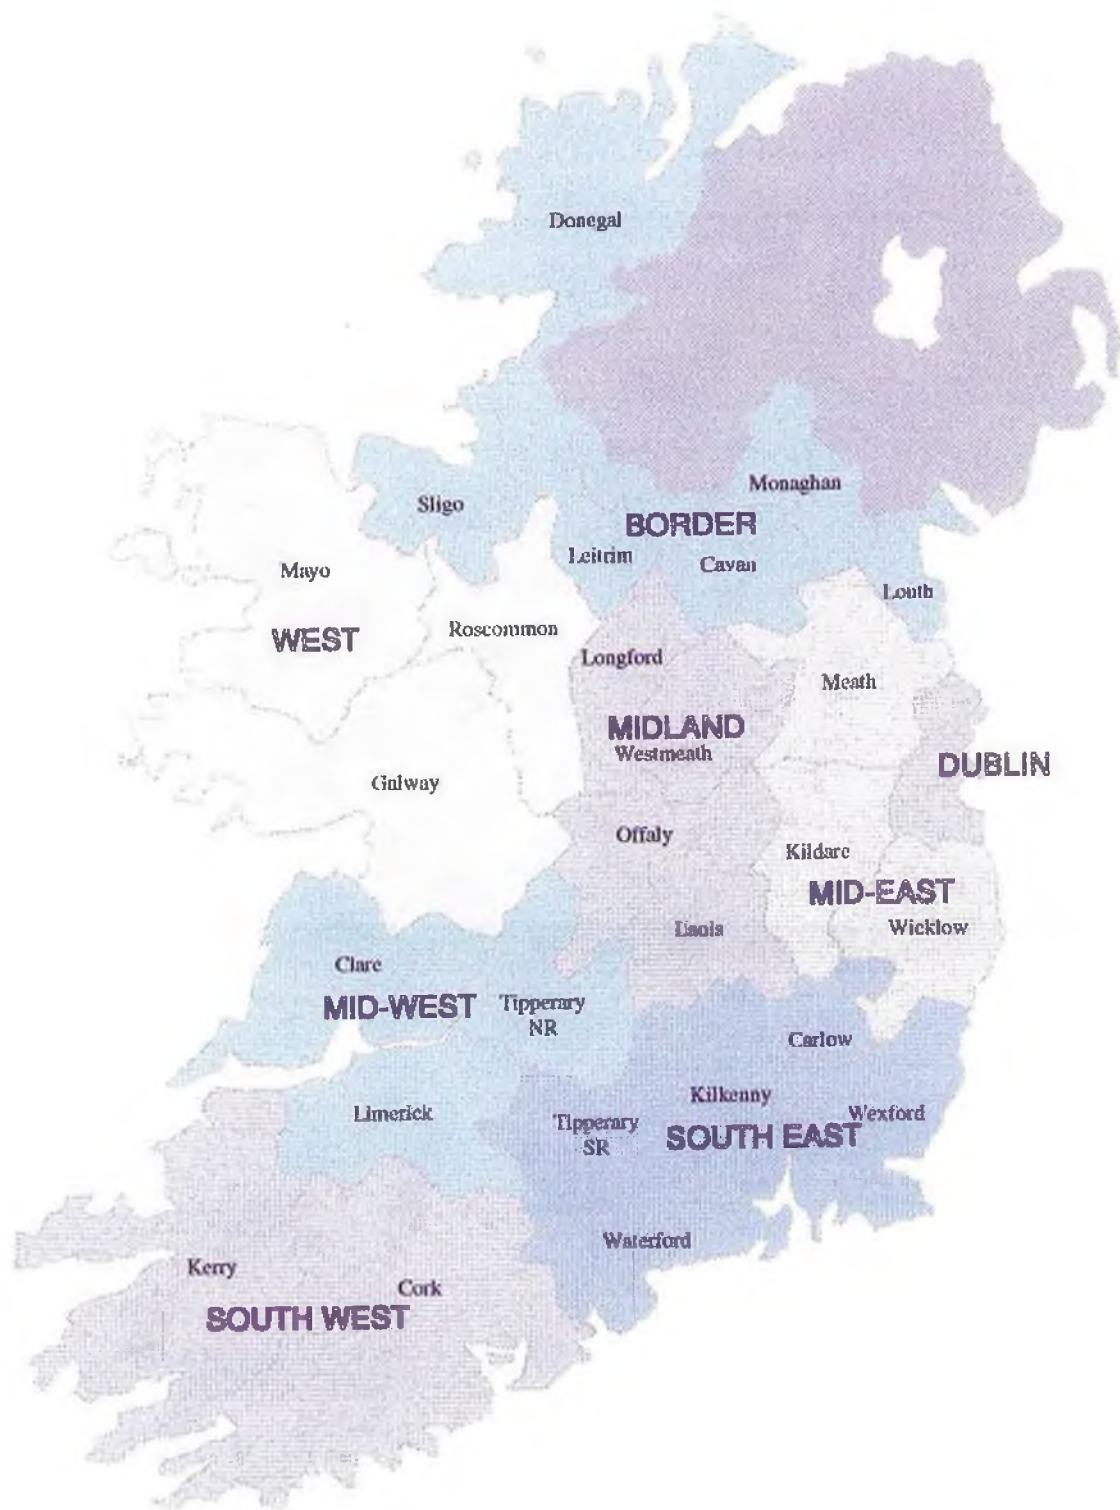 Donegal
Monaghan
Sligo
BORDER
Leitrim
Cavan
Mayo
Louth
WEST
Roscommon
Longford
Meath
MIDLAND
Westmeath
DUBLIN
Galway
Offaly
Kildare
MID-EAST
Laois
Wicklow
Clare
MID-WEST
Tipperary
NR
Carlow
Kilkenny
Limerick
Tipperary
SR
Wexford
SOUTH EAST
Waterford
Kerry
Cork
SOUTH WEST